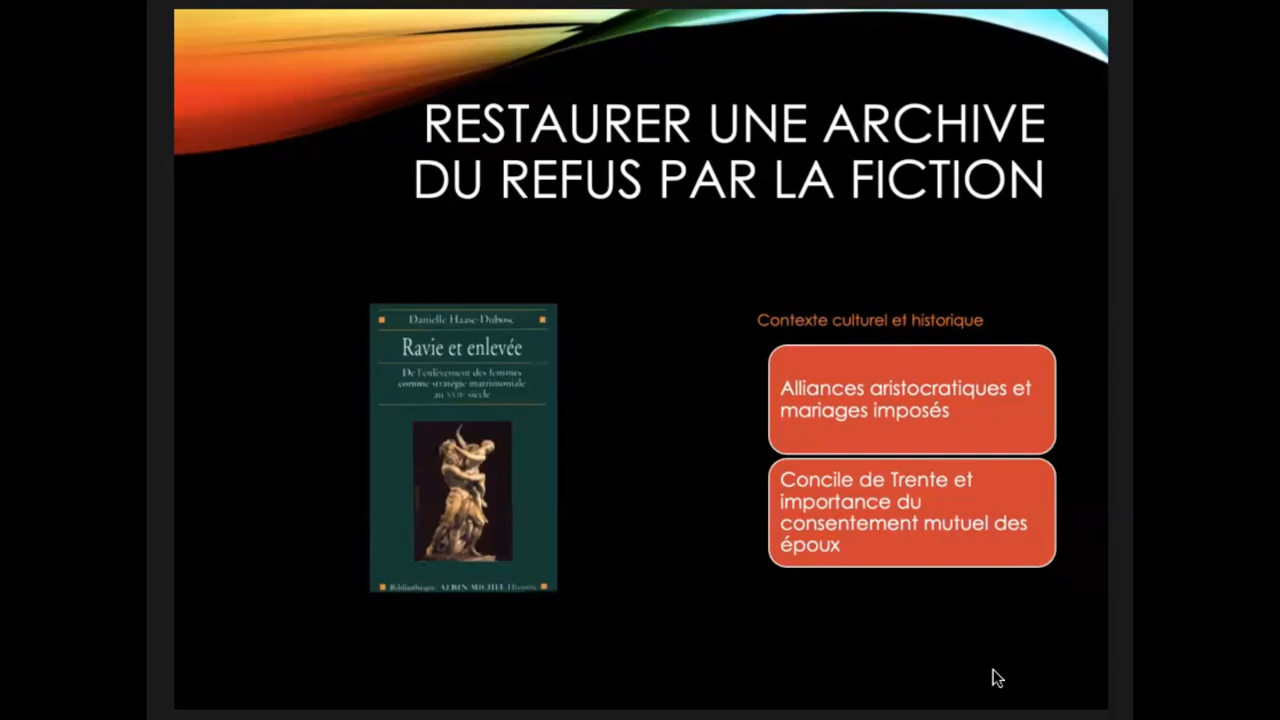 RESTAURER UNE ARCHIVE
DU REFUS PAR LA FICTION
Danielle Haase-Dubosc
Ravie et enlevée
De l'enlèvement des femmes
comme stratégie matrimoniale
au XVIIe siècle
Bibliothèque ALBIN MICHEL Histoire
Contexte culturel et historique
Alliances aristocratiques et
mariages imposés
Concile de Trente et
importance du
consentement mutuel des
époux